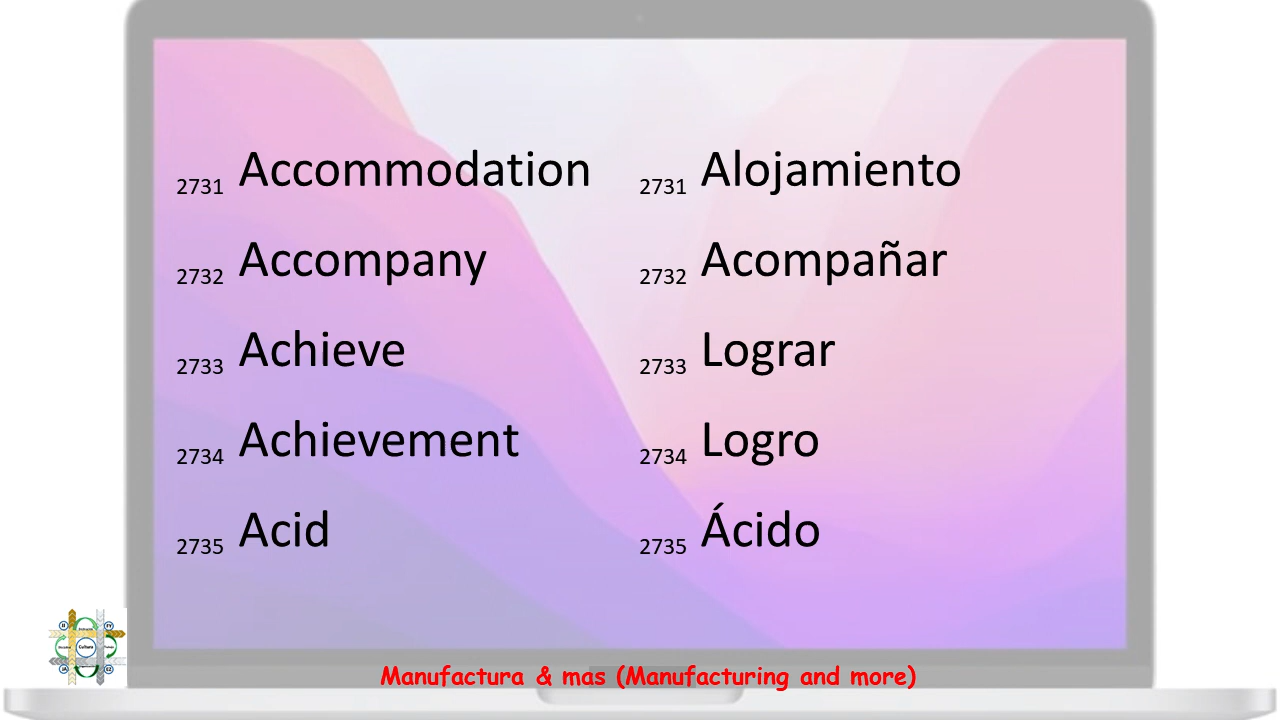 2731 Accommodation 2731 Alojamiento
2732 Accompany 2732 Acompañar
2733 Achieve 2733 Lograr
2734 Achievement 2734 Logro
2735 Acid 2735 Ácido
Cultura
Manufactura & mas (Manufacturing and more)